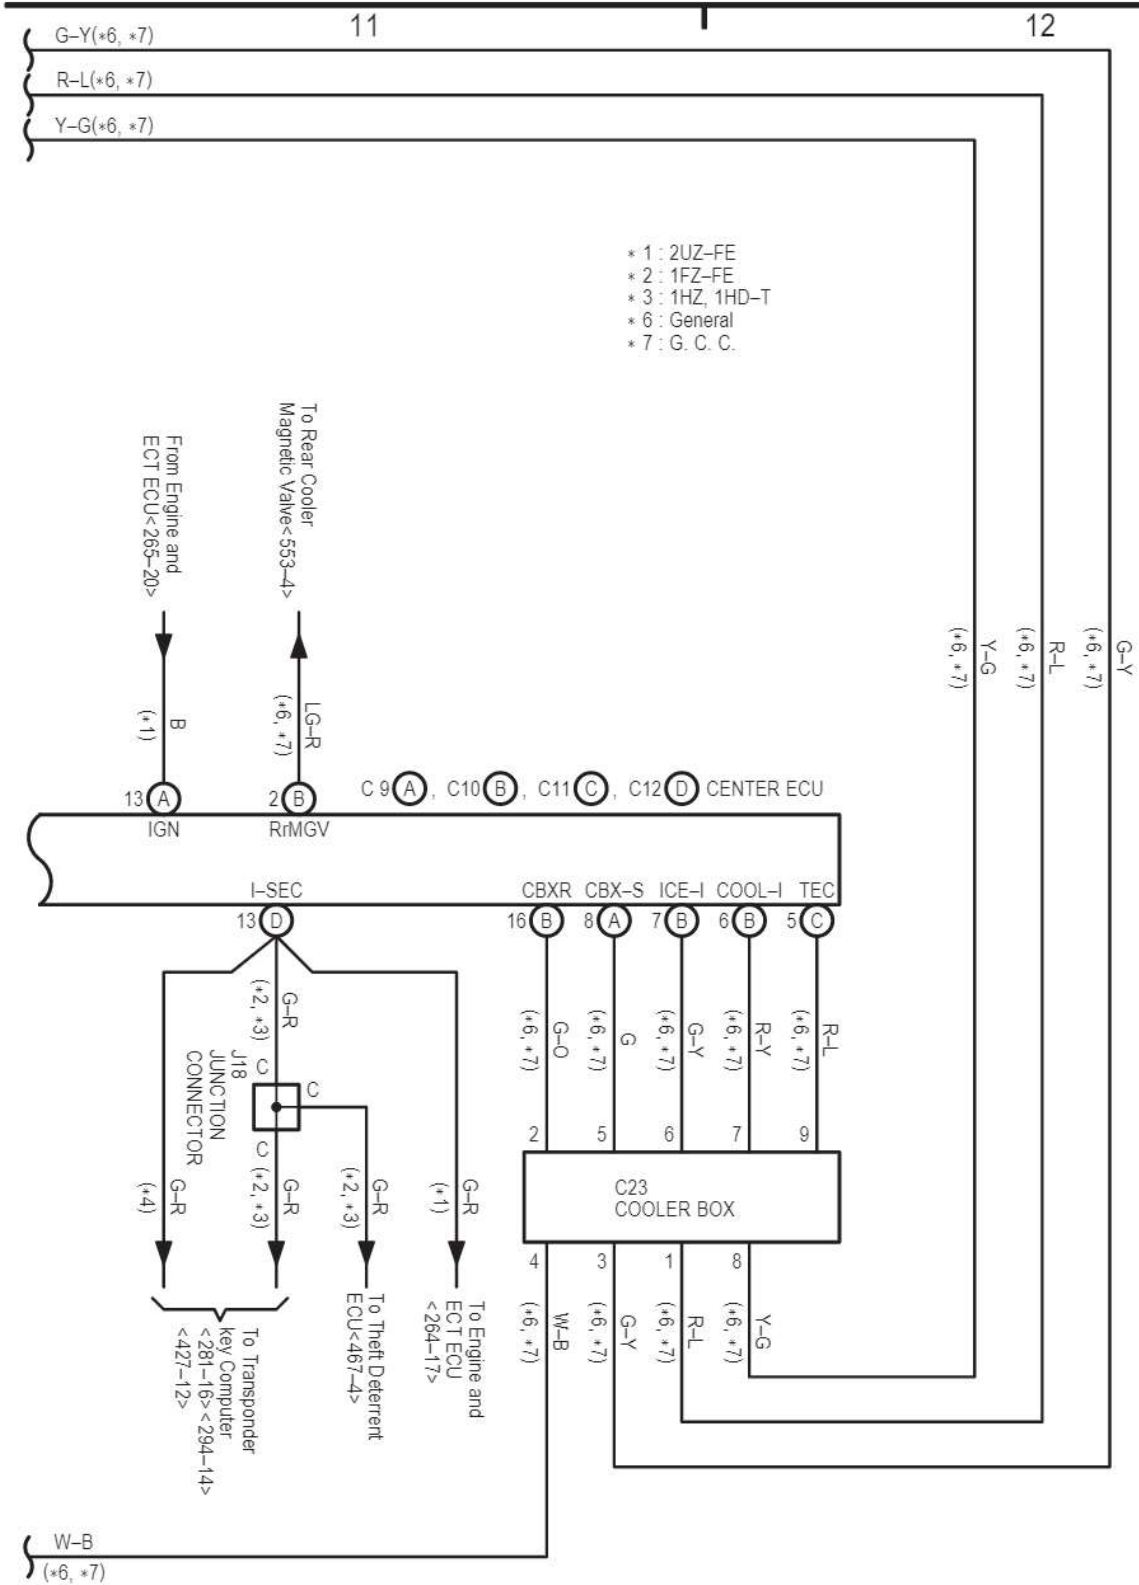 11
12
G–Y(*6, *7)
R–L(*6, *7)
Y–G(*6, *7)
* 1 : 2UZ–FE
* 2 : 1FZ–FE
* 3 : 1HZ, 1HD–T
* 6 : General
* 7 : G. C. C.
From Engine and
ECT ECU<265–20>
To Rear Cooler
Magnetic Valve<553–4>
Y–G
(*6, *7)
R–L
(*6, *7)
G–Y
(*6, *7)
B
(*1)
LG–R
(*6, *7)
13 A
2 B
C 9 A , C10 B , C11 C , C12 D CENTER ECU
IGN
RrMGV
I–SEC
CBXR
CBX–S
ICE–I
COOL–I
TEC
13 D
16 B
8 A
7 B
6 B
5 C
G–R
(*2, *3)
G–O
(*6, *7)
G
(*6, *7)
G–Y
(*6, *7)
R–Y
(*6, *7)
R–L
(*6, *7)
J18
JUNCTION
CONNECTOR
C
C
C
2
5
6
7
9
C23
COOLER BOX
G–R
(*4)
G–R
(*2, *3)
G–R
(*2, *3)
G–R
(*1)
4
3
1
8
W–B
(*6, *7)
G–Y
(*6, *7)
R–L
(*6, *7)
Y–G
(*6, *7)
To Transponder
key Computer
<281–16><294–14>
<427–12>
To Theft Deterrent
ECU<467–4>
To Engine and
ECT ECU
<264–17>
W–B
(*6, *7)